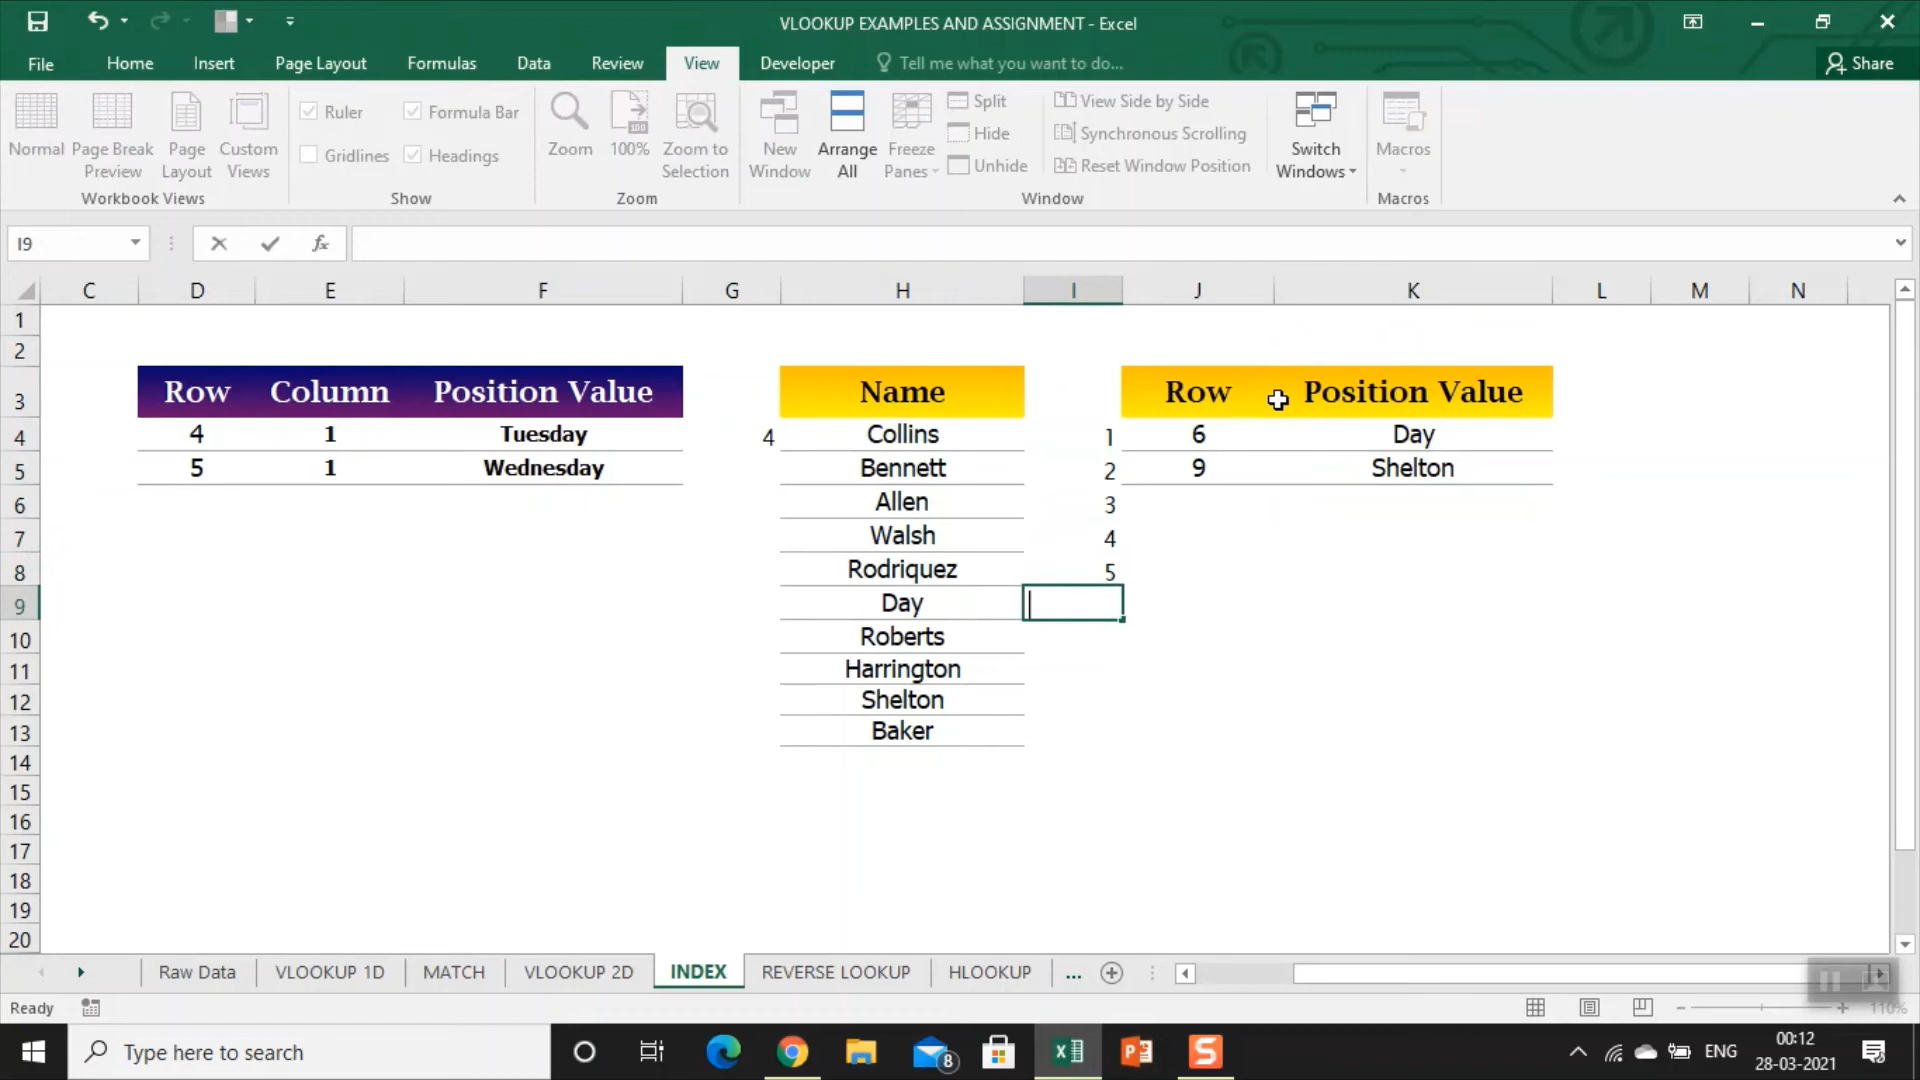 VLOOKUP EXAMPLES AND ASSIGNMENT - Excel
File Home Insert Page Layout Formulas Data Review View Developer Tell me what you want to do... Share
Normal Page Break Preview Page Layout Custom Views
Workbook Views
Ruler Formula Bar
Gridlines Headings
Show
Zoom 100% Zoom to Selection
Zoom
New Window Arrange All Freeze Panes
Split
Hide
Unhide
View Side by Side
Synchronous Scrolling
Reset Window Position
Switch Windows
Window
Macros
Macros
I9 fx
C D E F G H I J K L M N
1
2
3 Row Column Position Value Name Row Position Value
4 4 1 Tuesday 4 Collins 1 6 Day
5 5 1 Wednesday Bennett 2 9 Shelton
6 Allen 3
7 Walsh 4
8 Rodriquez 5
9 Day
10 Roberts
11 Harrington
12 Shelton
13 Baker
14
15
16
17
18
19
20
Raw Data VLOOKUP 1D MATCH VLOOKUP 2D INDEX REVERSE LOOKUP HLOOKUP ...
Ready 110%
Type here to search 8 ENG 00:12
28-03-2021